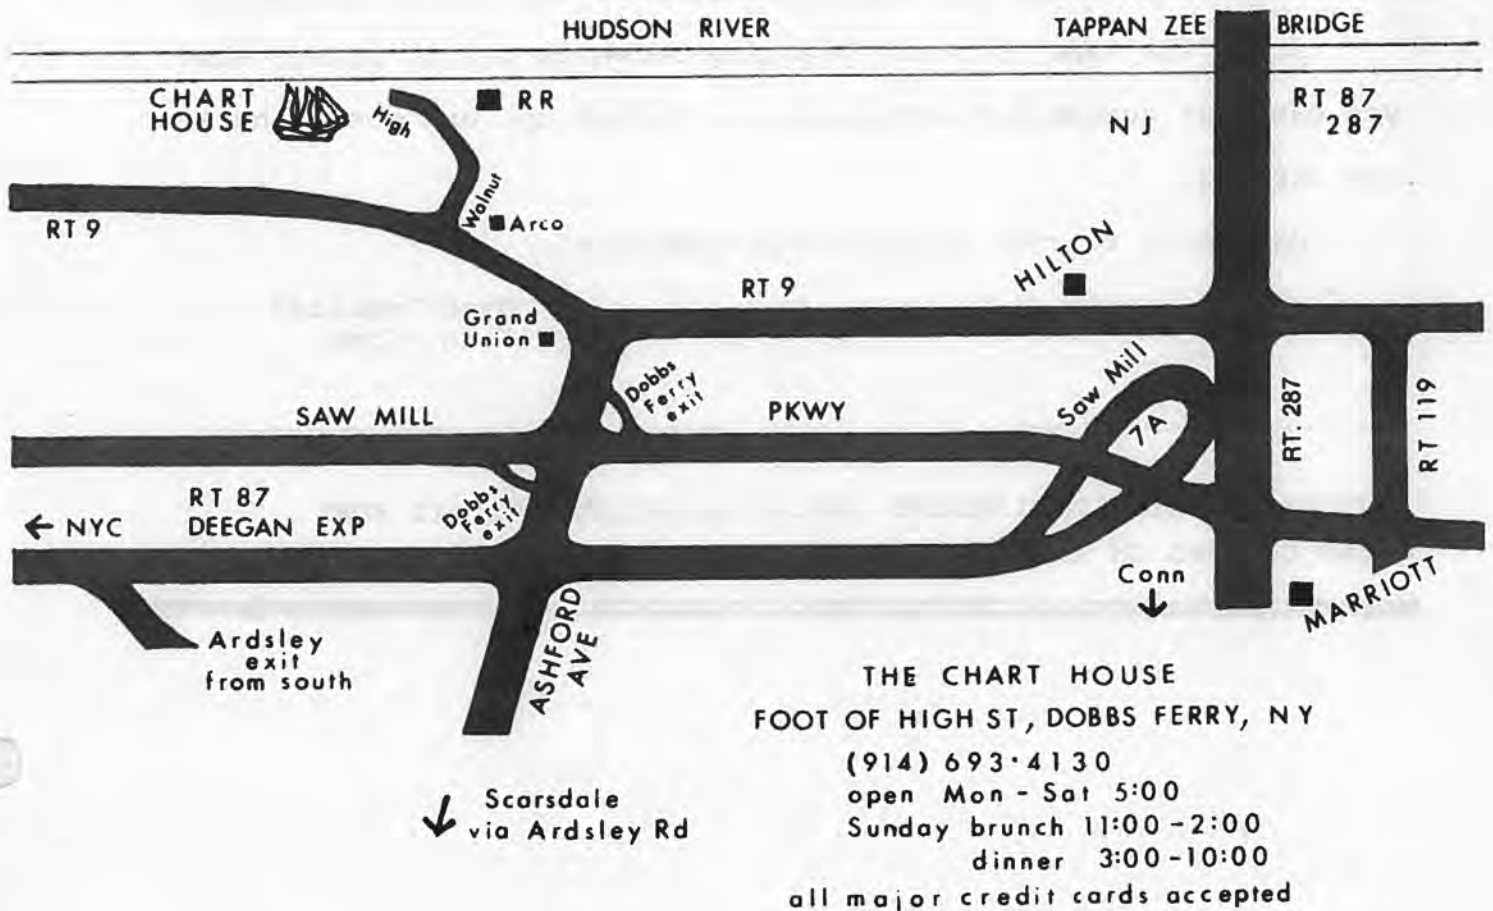 HUDSON RIVER
TAPPAN ZEE BRIDGE
CHART
HOUSE
High
RR
NJ
RT 87
287
Walnut
Arco
RT 9
HILTON
RT 9
Grand
Union
Dobbs
Ferry
exit
Saw Mill
7A
RT. 287
RT 119
SAW MILL
PKWY
RT 87
DEEGAN EXP
← NYC
Dobbs
Ferry
exit
Conn
↓
MARRIOTT
Ardsley
exit
from south
ASHFORD
AVE
↓ Scarsdale
via Ardsley Rd
THE CHART HOUSE
FOOT OF HIGH ST, DOBBS FERRY, NY
(914) 693·4130
open Mon - Sat 5:00
Sunday brunch 11:00 - 2:00
dinner 3:00 - 10:00
all major credit cards accepted